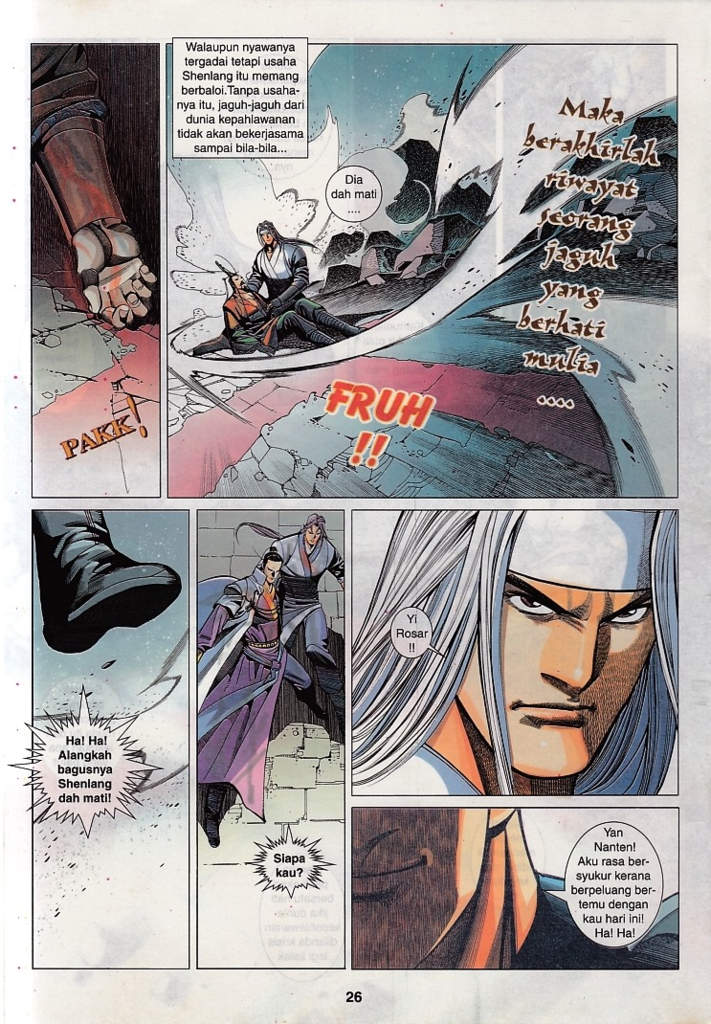 Walaupun nyawanya
tergadai tetapi usaha
Shenlang itu memang
berbaloi.Tanpa usaha-
nya itu, jaguh-jaguh dari
dunia kepahlawanan
tidak akan bekerjasama
sampai bila-bila...
Dia
dah mati
....
Maka
berakhirlah
riwayat
seorang
jaguh
yang
berhati
mulia
....
PAKK!
FRUH
!!
Ha! Ha!
Alangkah
bagusnya
Shenlang
dah mati!
Siapa
kau?
Yi
Rosar
!!
Yan
Nanten!
Aku rasa ber-
syukur kerana
berpeluang ber-
temu dengan
kau hari ini!
Ha! Ha!
26